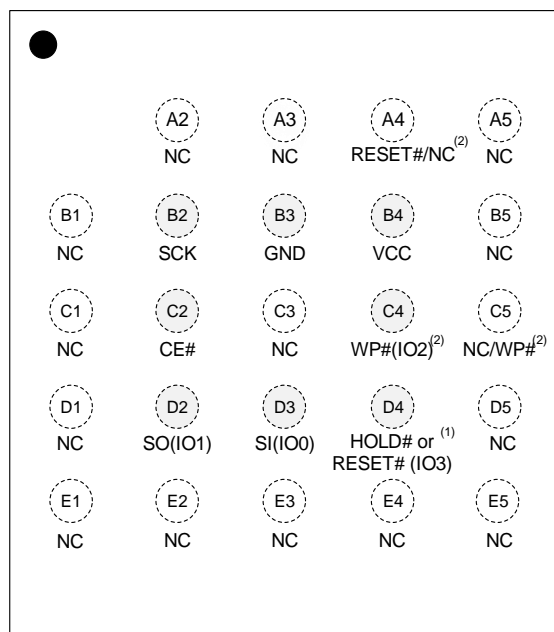 A2 A3 A4 A5
NC NC RESET#/NC(2) NC
B1 B2 B3 B4 B5
NC SCK GND VCC NC
C1 C2 C3 C4 C5
NC CE# NC WP#(IO2)(2) NC/WP#(2)
D1 D2 D3 D4 D5
NC SO(IO1) SI(IO0) HOLD# or (1) NC
RESET# (IO3)
E1 E2 E3 E4 E5
NC NC NC NC NC